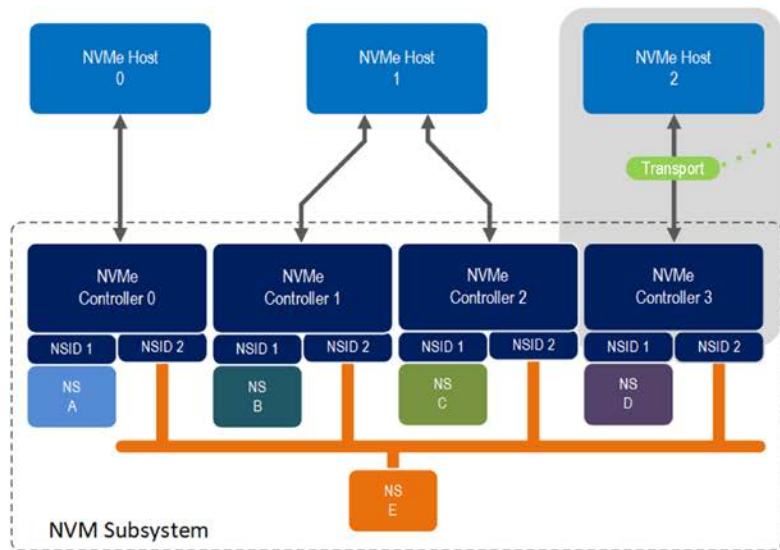 NVMe Host
0
NVMe Host
1
NVMe Host
2
Transport
NVMe
Controller 0
NVMe
Controller 1
NVMe
Controller 2
NVMe
Controller 3
NSID 1
NSID 2
NSID 1
NSID 2
NSID 1
NSID 2
NSID 1
NSID 2
NS
A
NS
B
NS
C
NS
D
NS
E
NVM Subsystem